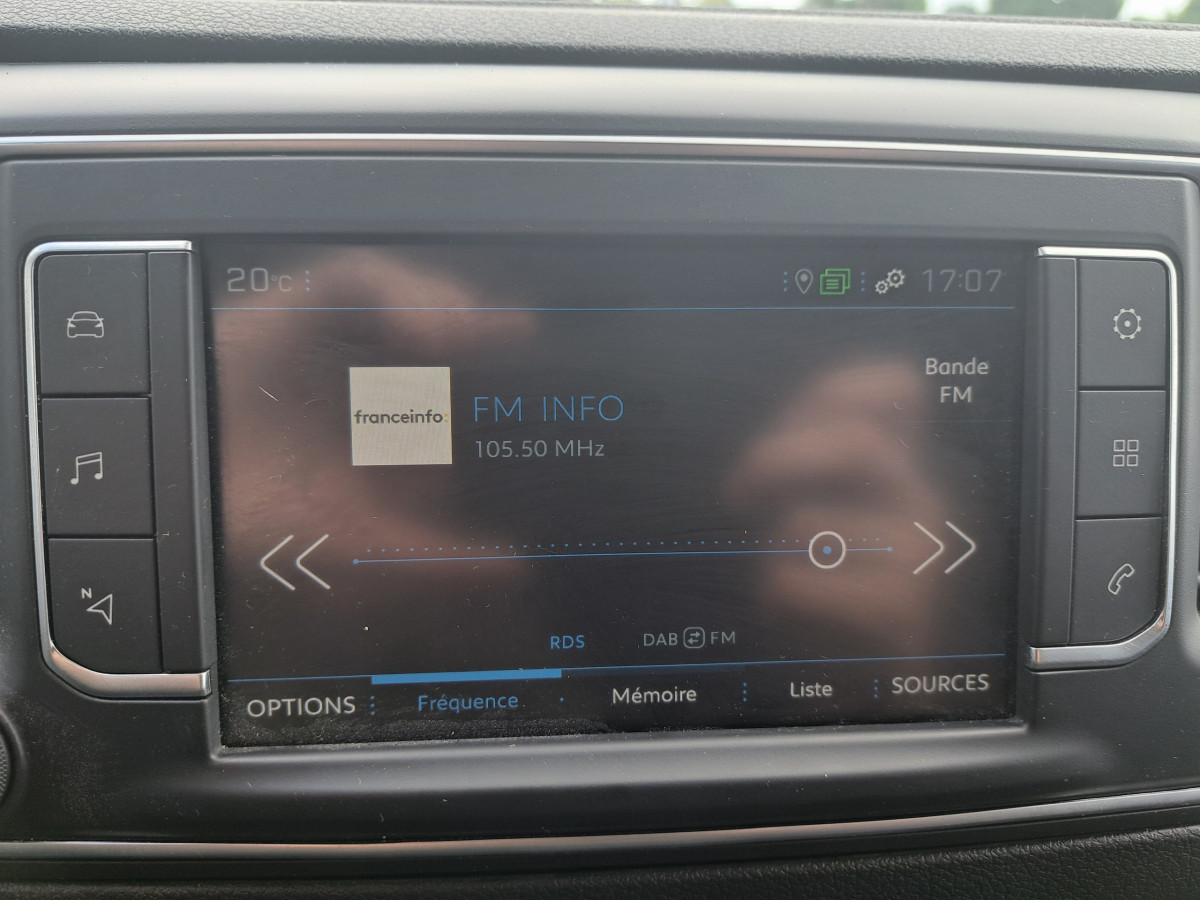 20°C
17:07
Bande
FM
franceinfo:
FM INFO
105.50 MHz
N
RDS
DAB FM
OPTIONS
Fréquence
Mémoire
Liste
SOURCES